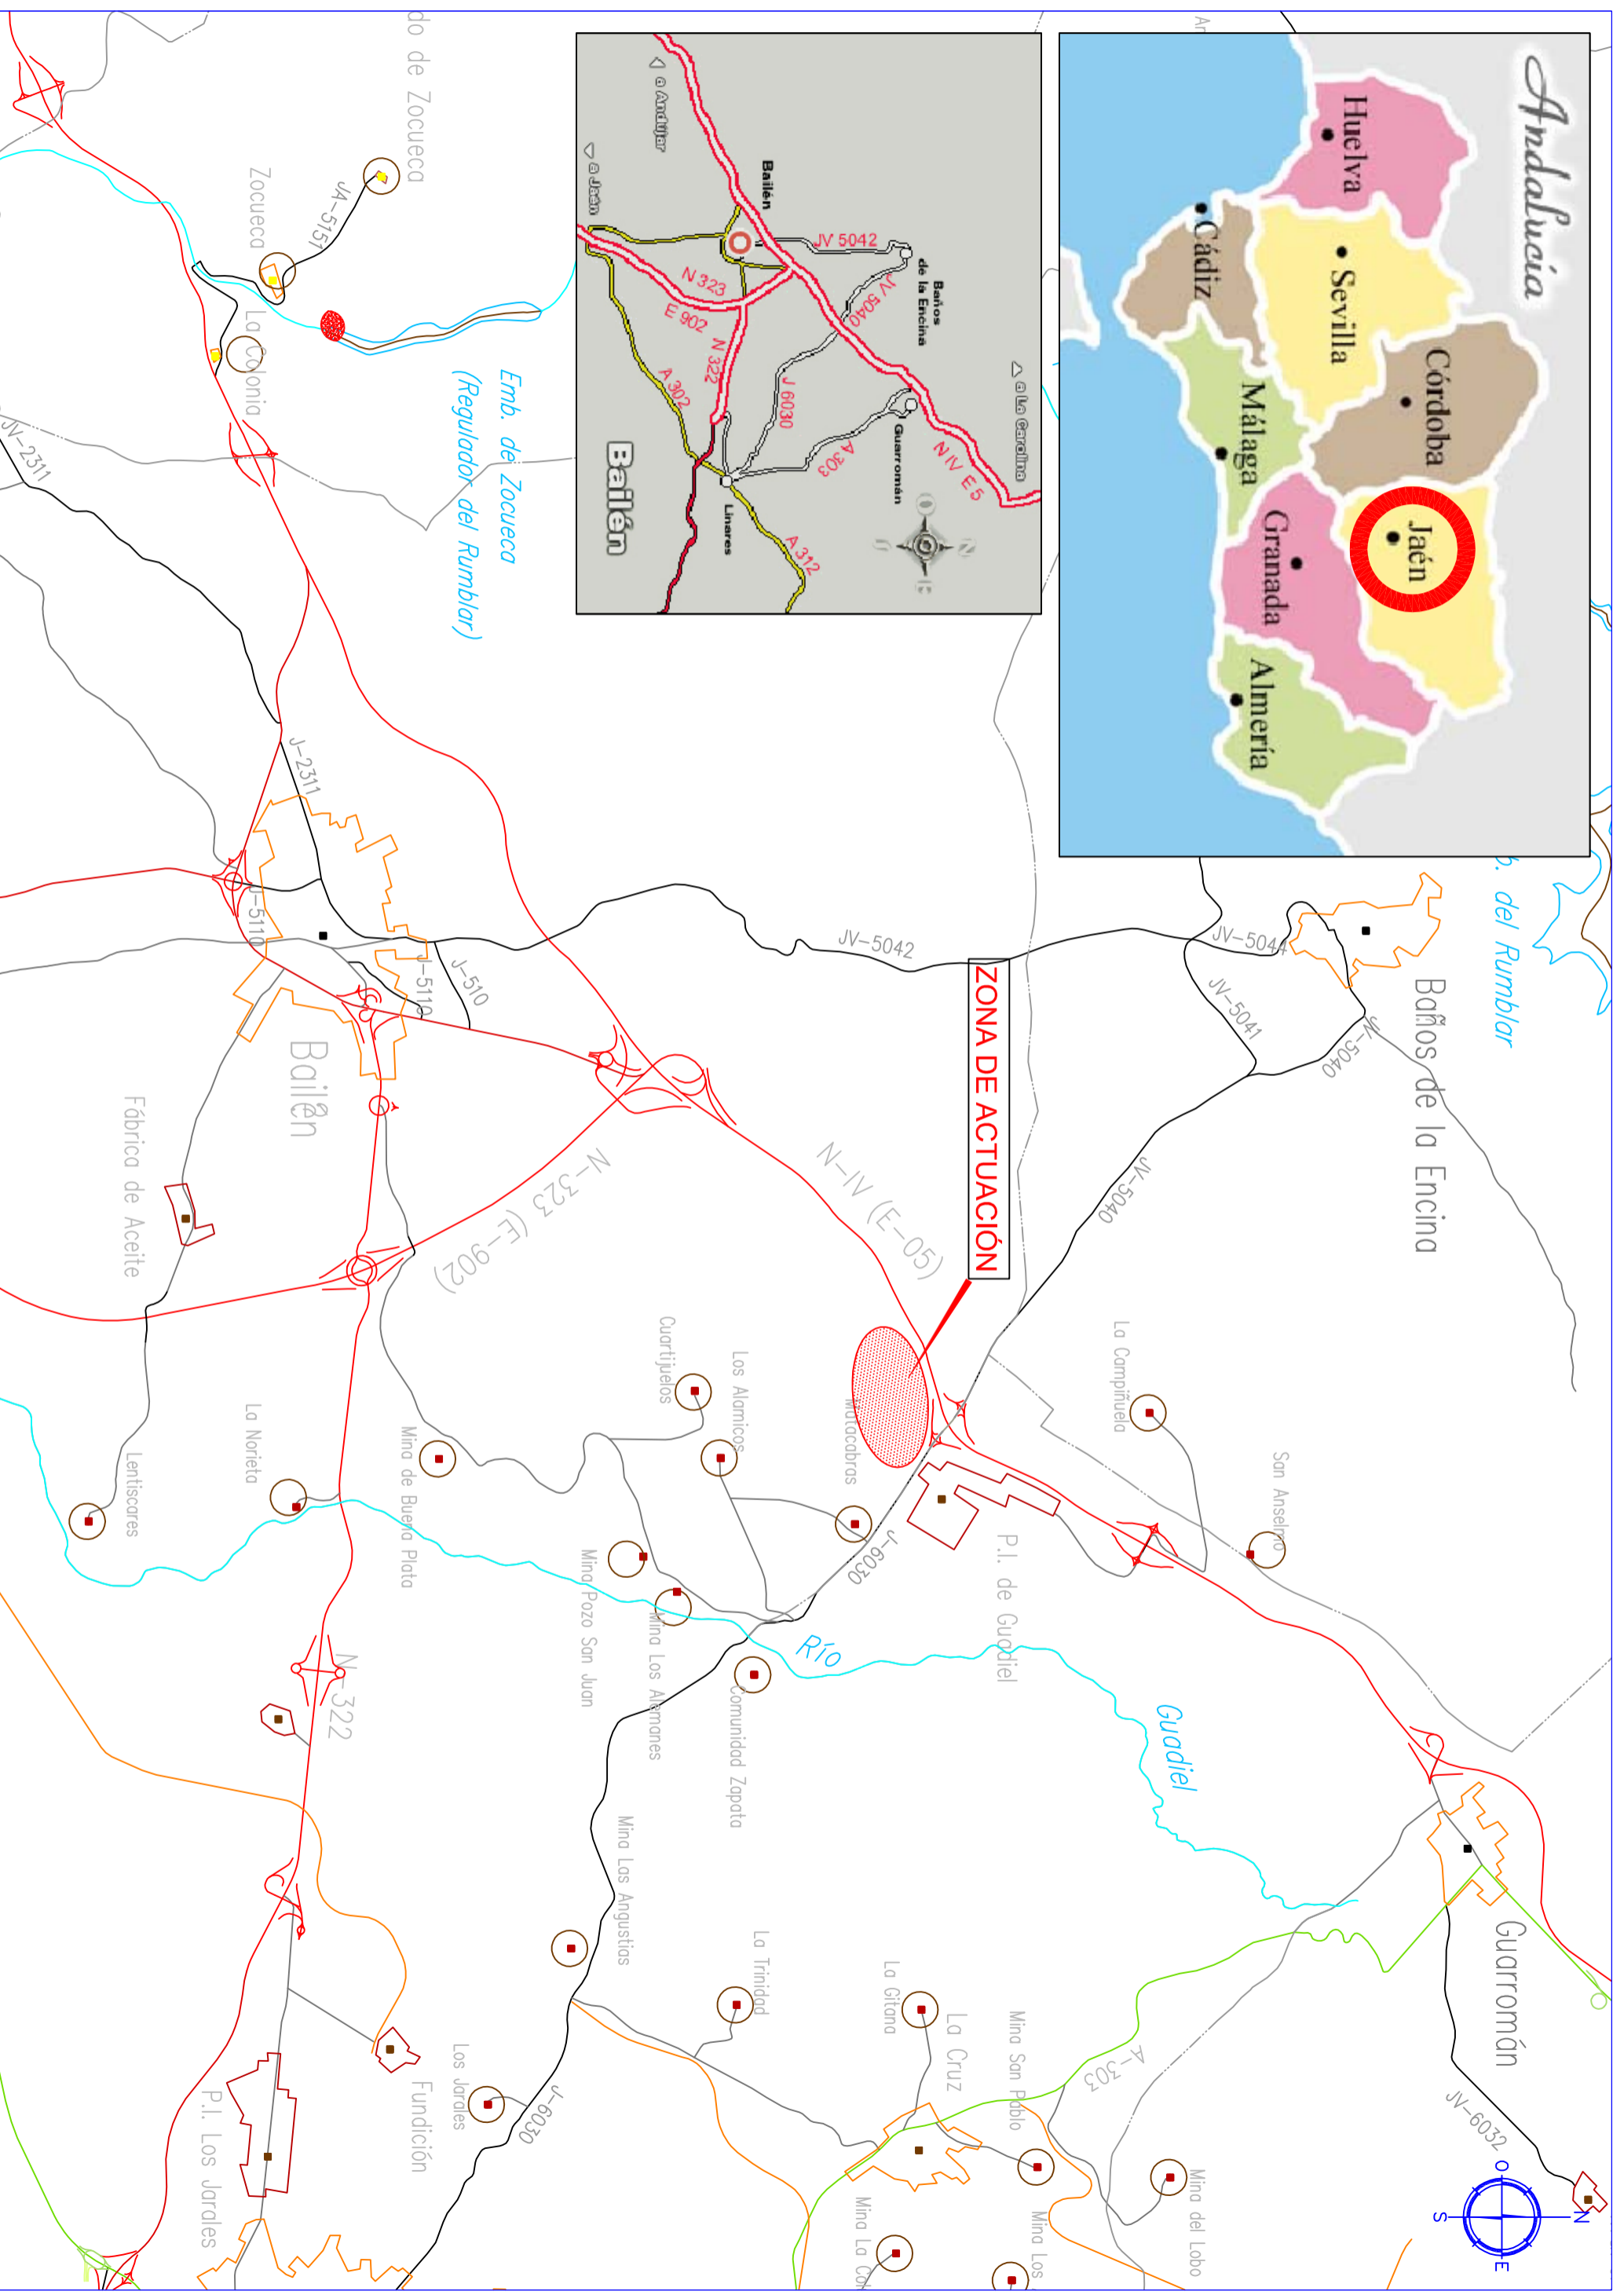 Andalucía
Huelva
Sevilla
Córdoba
Jaén
Cádiz
Málaga
Granada
Almería
a La Carolina
N IV E 5
Baños
de la Encina
Guarromán
JV 5042
JV 5040
J 6030
A 303
Bailén
N 323
E 902
N 322
A 302
A 312
Linares
a Andújar
a Jaén
Bailén
N
E
S
O
N
O
E
S
JV-6032
Guarromán
b. del Rumblar
Baños de la Encina
JV-5044
JV-5041
JV-5040
JV-5040
JV-5042
ZONA DE ACTUACIÓN
N-IV (E-05)
N-323 (E-902)
La Campiñuela
San Anselmo
P.I. de Guadiel
Matacabras
J-6030
Río
Guadiel
Los Alamicos
Cuartijuelos
Comunidad Zapata
Mina Los Alemanes
Mina Pozo San Juan
Mina de Buena Plata
Mina Las Angustias
La Trinidad
La Gitana
La Cruz
Mina San Pablo
A-303
Mina del Lobo
Mina Los
Mina La Co
J-6030
Los Jarales
Fundición
P.I. Los Jarales
N-322
La Norieta
Lentiscares
Fábrica de Aceite
Bailén
J-5110
J-510
J-5110
J-2311
JV-2311
Emb. de Zocueca
(Regulador del Rumblar)
La Colonia
Zocueca
JA-5151
do de Zocueca
Ar